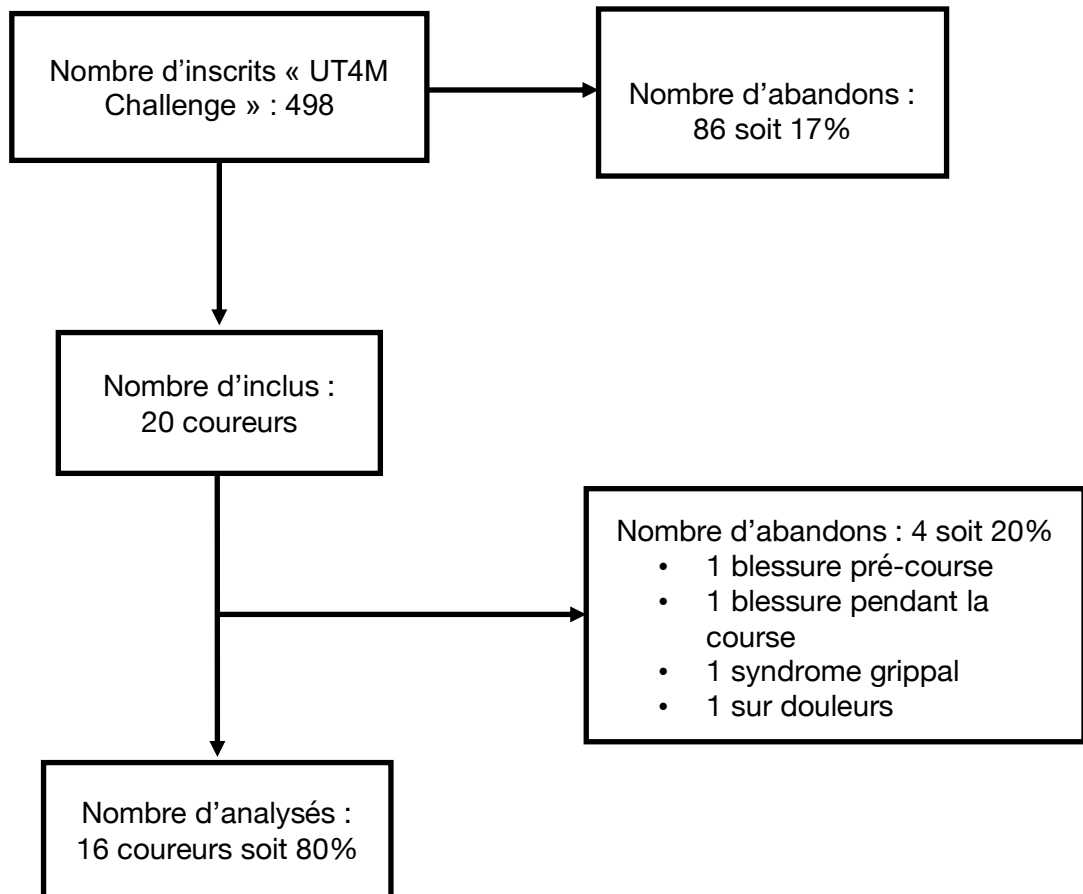 Nombre d’inscrits « UT4M
Challenge » : 498
Nombre d’abandons :
86 soit 17%
Nombre d’inclus :
20 coureurs
Nombre d’abandons : 4 soit 20%
• 1 blessure pré-course
• 1 blessure pendant la
course
• 1 syndrome grippal
• 1 sur douleurs
Nombre d’analysés :
16 coureurs soit 80%